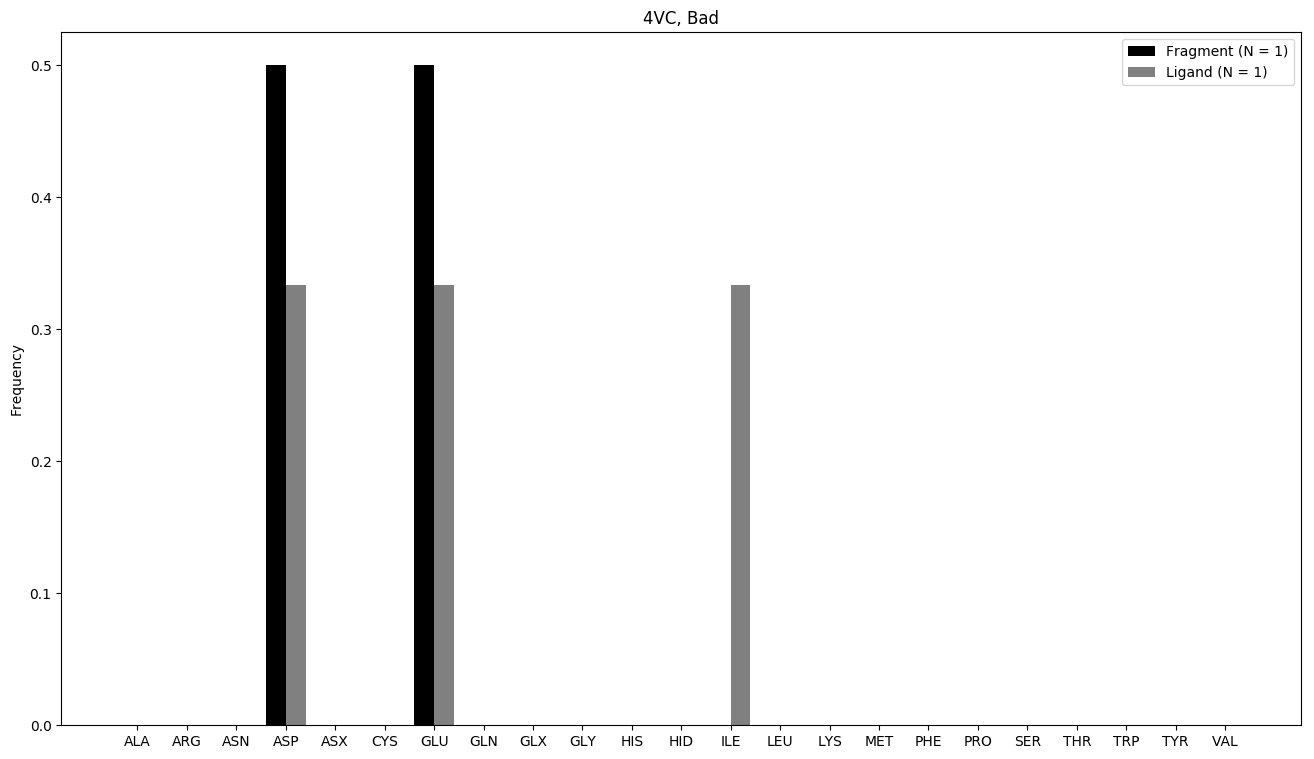 4VC, Bad
Fragment (N = 1)
Ligand (N = 1)
Frequency
0.5
0.4
0.3
0.2
0.1
0.0
ALA ARG ASN ASP ASX CYS GLU GLN GLX GLY HIS HID ILE LEU LYS MET PHE PRO SER THR TRP TYR VAL